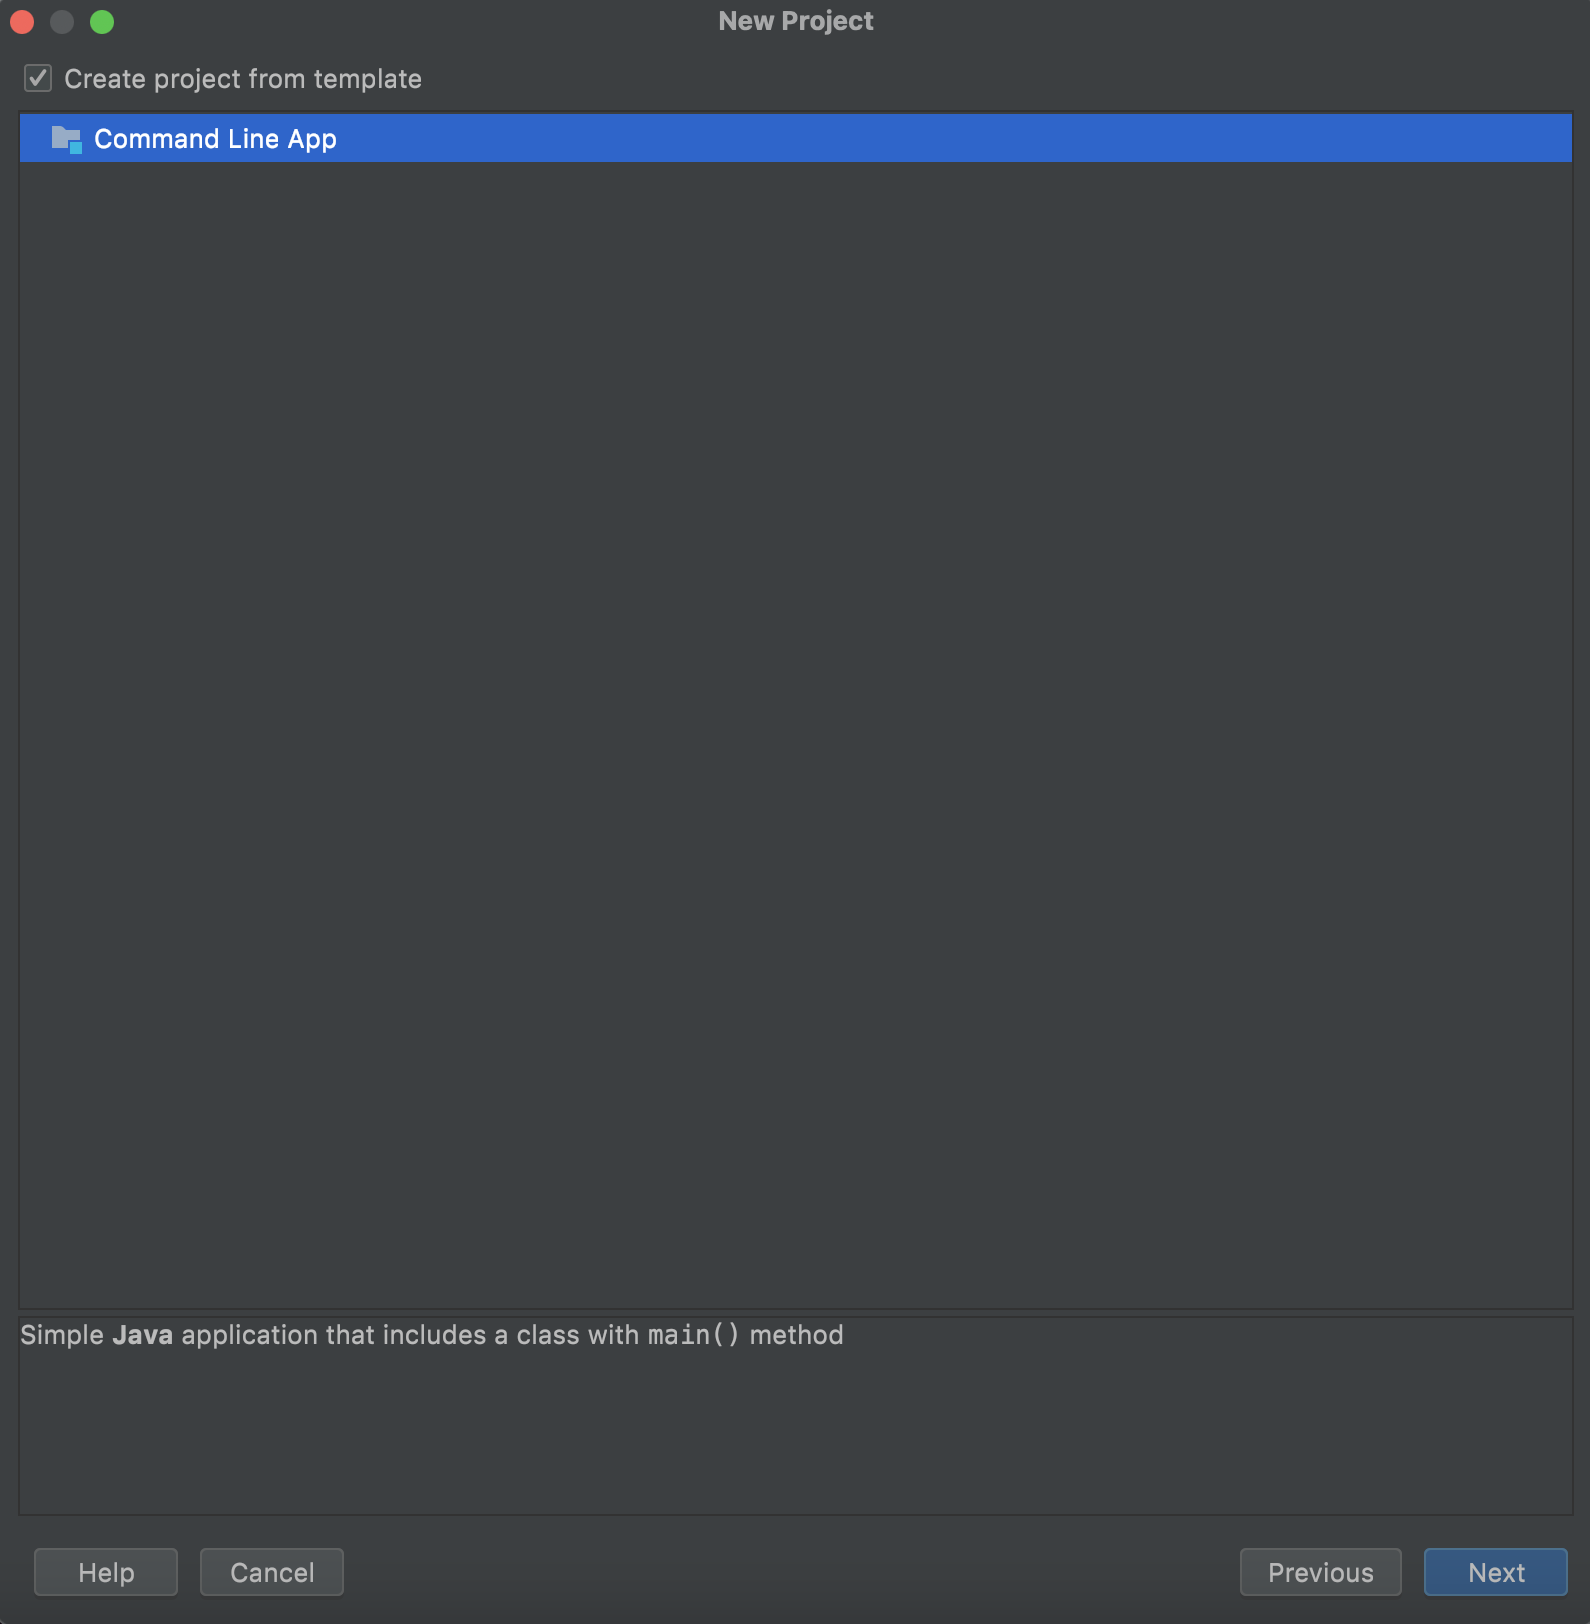 New Project
Create project from template
Command Line App
Simple Java application that includes a class with main() method
Help
Cancel
Previous
Next